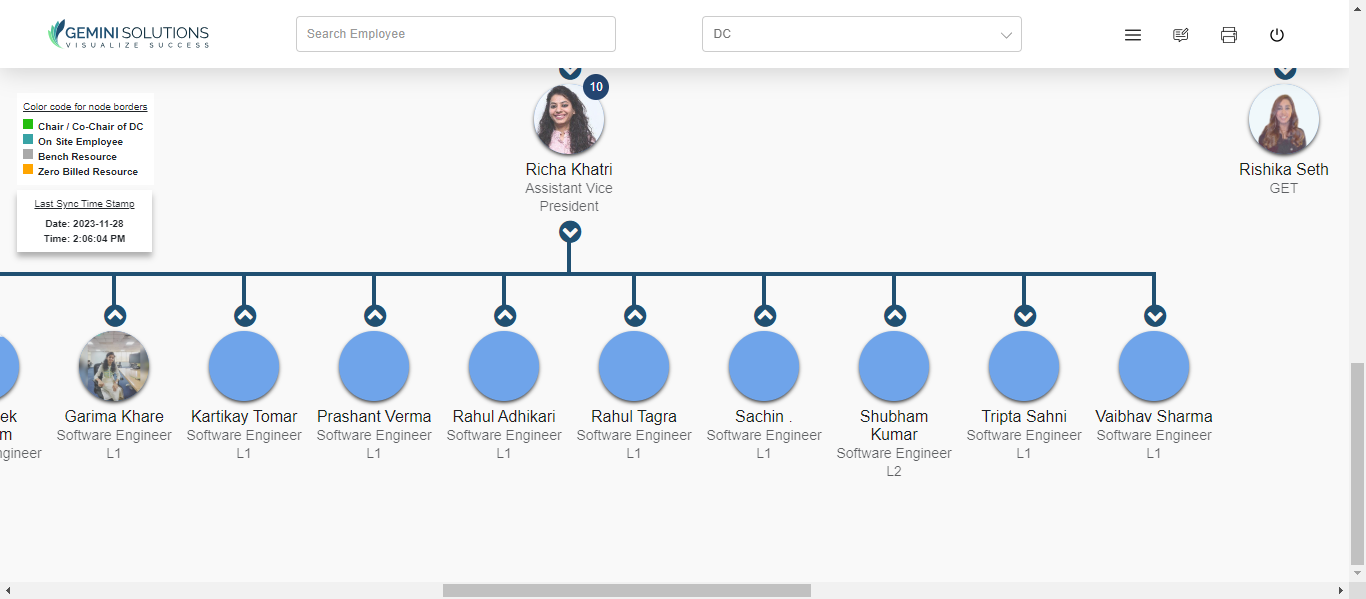 GEMINI SOLUTIONS
VISUALIZE SUCCESS
Search Employee
DC
Color code for node borders
Chair / Co-Chair of DC
On Site Employee
Bench Resource
Zero Billed Resource
Last Sync Time Stamp
Date: 2023-11-28
Time: 2:06:04 PM
10
Richa Khatri
Assistant Vice
President
Rishika Seth
GET
Garima Khare
Software Engineer
L1
Kartikay Tomar
Software Engineer
L1
Prashant Verma
Software Engineer
L1
Rahul Adhikari
Software Engineer
L1
Rahul Tagra
Software Engineer
L1
Sachin .
Software Engineer
L1
Shubham
Kumar
Software Engineer
L2
Tripta Sahni
Software Engineer
L1
Vaibhav Sharma
Software Engineer
L1